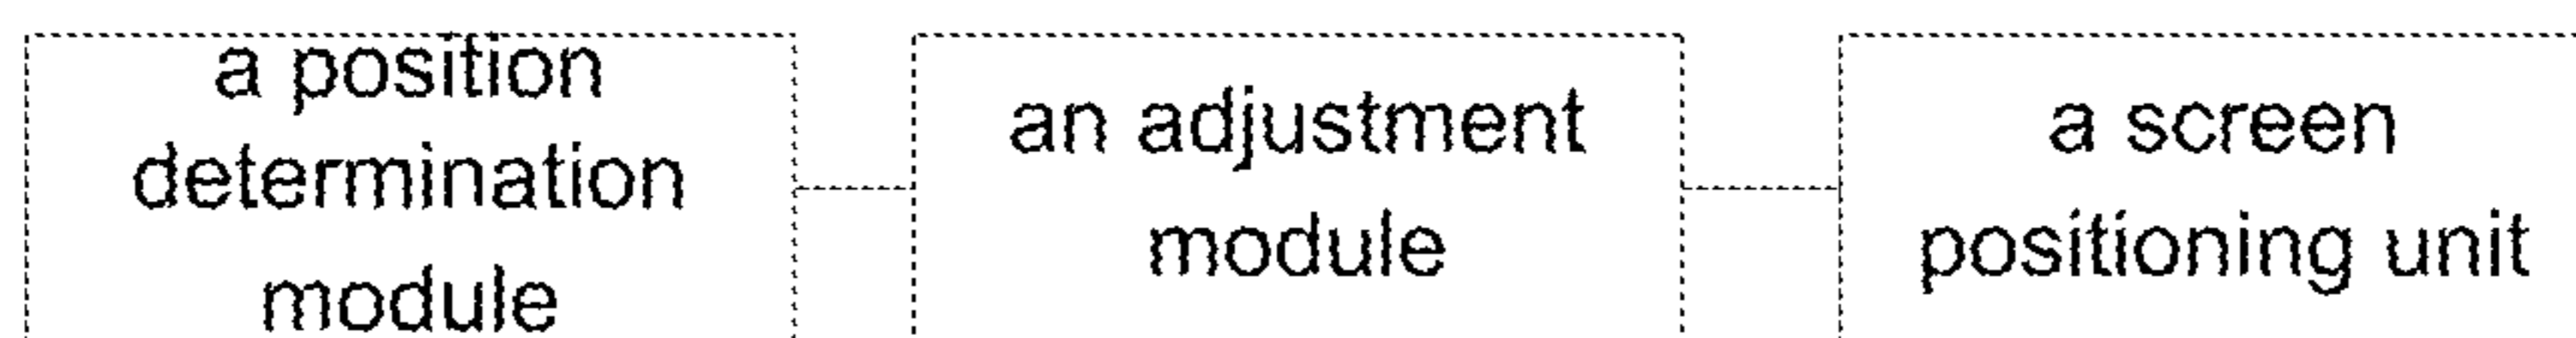 a position
determination
module
an adjustment
module
a screen
positioning unit